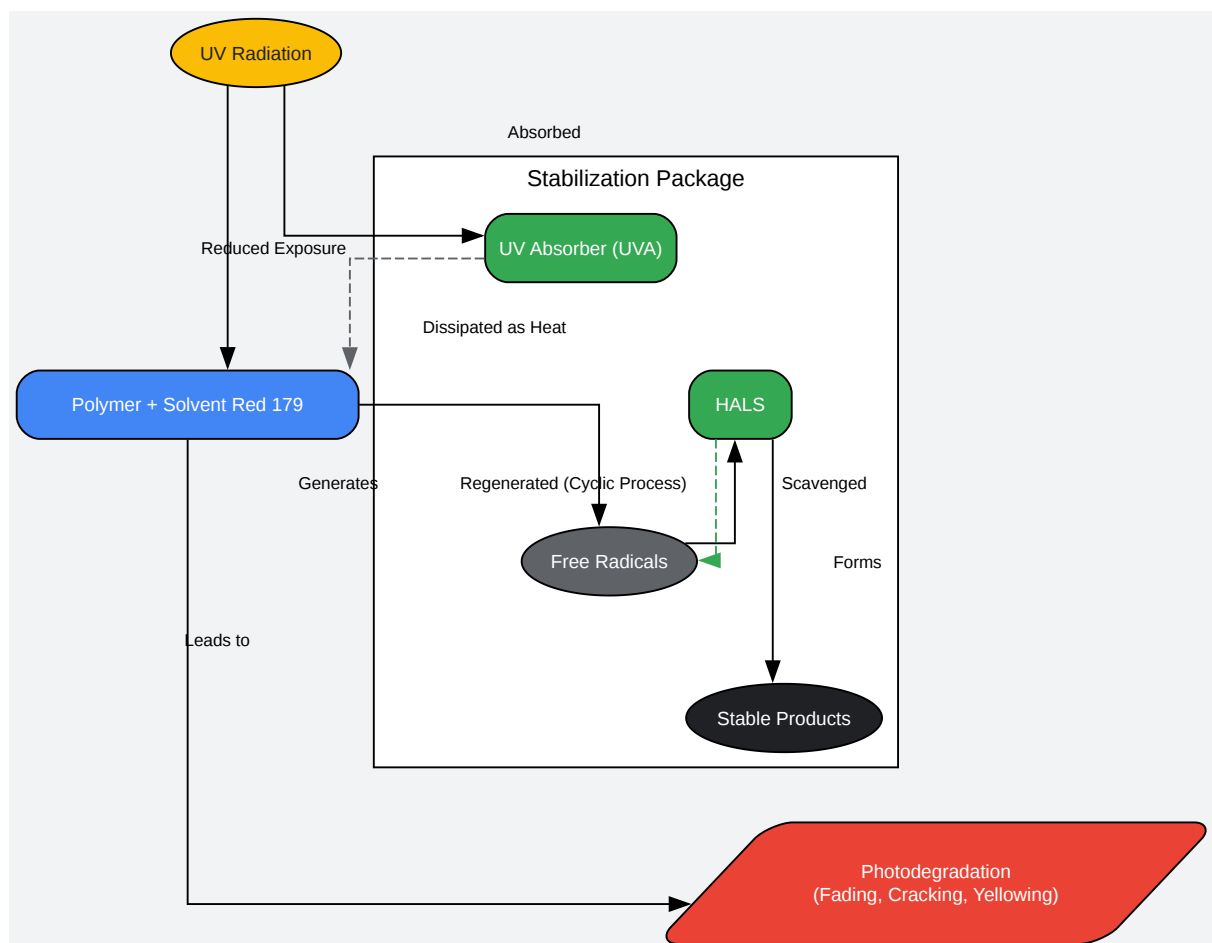 UV Radiation
Absorbed
Stabilization Package
UV Absorber (UVA)
Reduced Exposure
Dissipated as Heat
Polymer + Solvent Red 179
HALS
Generates
Regenerated (Cyclic Process)
Scavenged
Free Radicals
Forms
Leads to
Stable Products
Photodegradation
(Fading, Cracking, Yellowing)